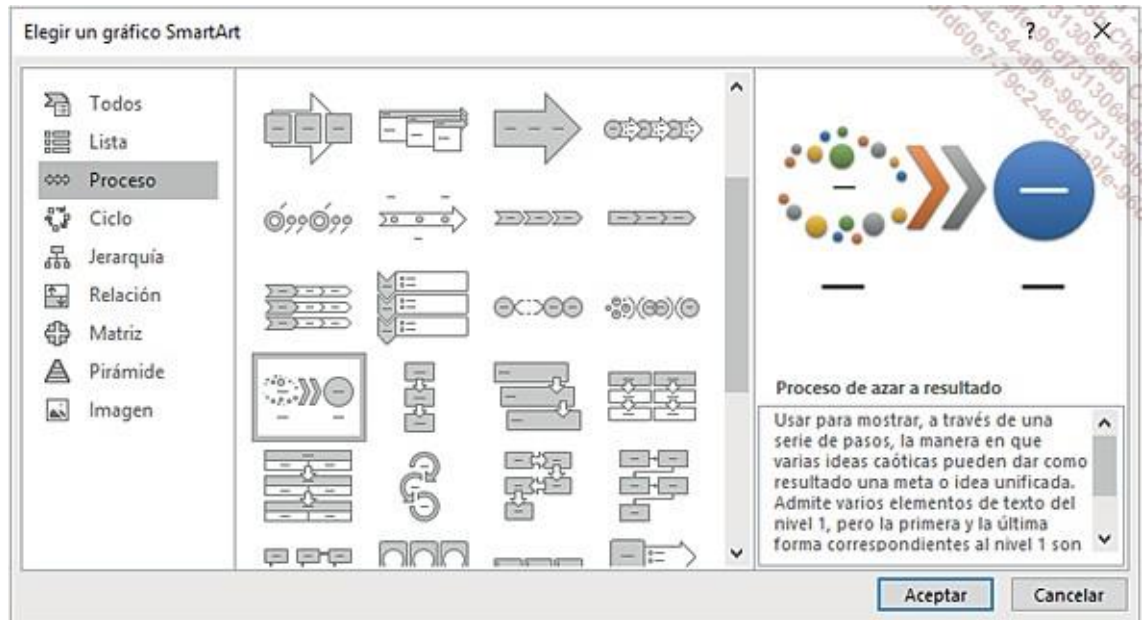 Elegir un gráfico SmartArt
?
Todos
Lista
Proceso
Ciclo
Jerarquía
Relación
Matriz
Pirámide
Imagen
Proceso de azar a resultado
Usar para mostrar, a través de una
serie de pasos, la manera en que
varias ideas caóticas pueden dar como
resultado una meta o idea unificada.
Admite varios elementos de texto del
nivel 1, pero la primera y la última
forma correspondientes al nivel 1 son
Aceptar
Cancelar